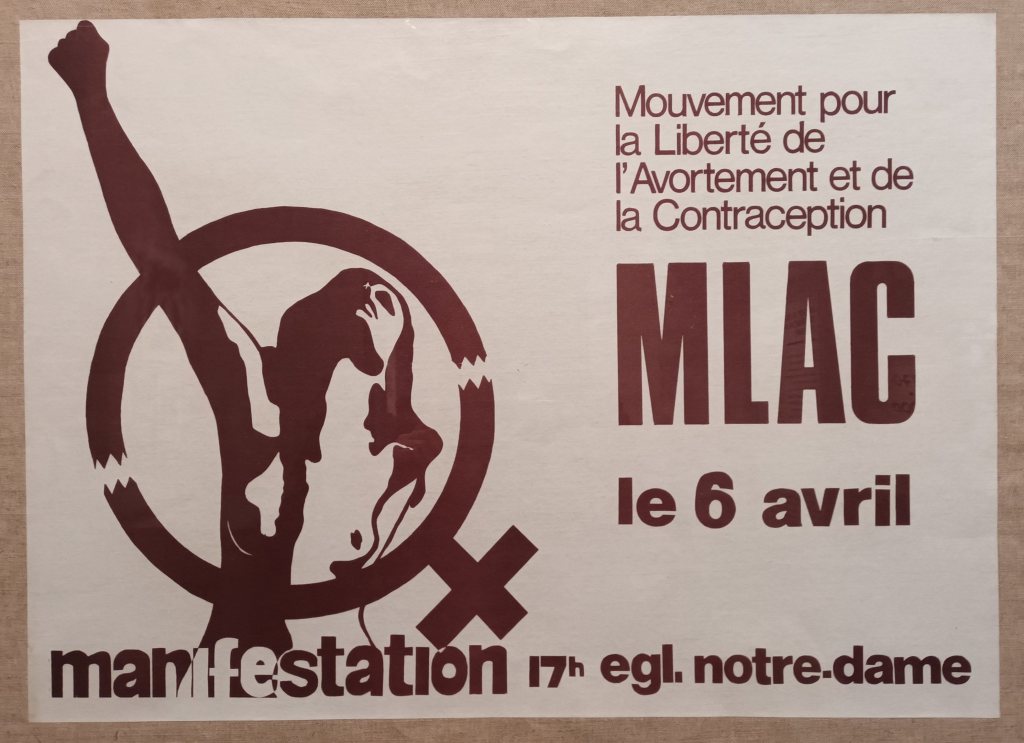 Mouvement pour
la Liberté de
l'Avortement et de
la Contraception
MLAC
le 6 avril
manifestation 17h egl. notre-dame